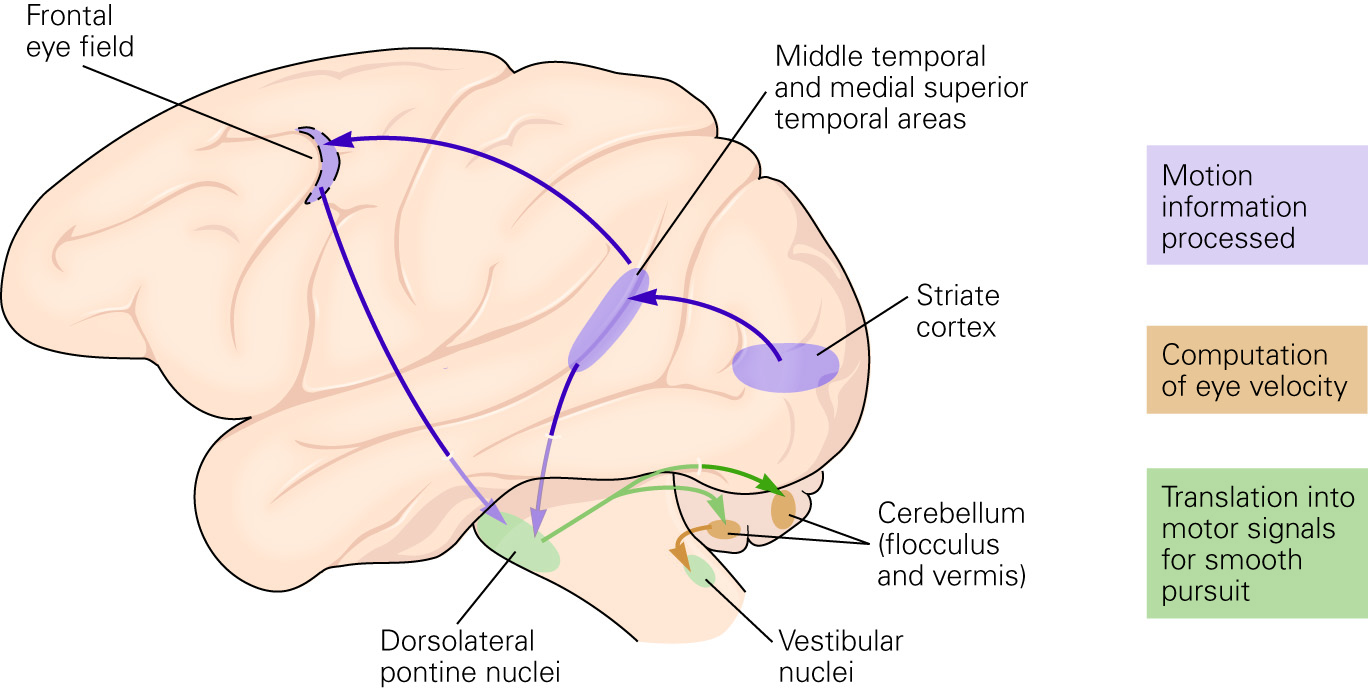 Frontal
eye field
Middle temporal
and medial superior
temporal areas
Motion
information
processed
Striate
cortex
Computation
of eye velocity
Translation into
motor signals
for smooth
pursuit
Cerebellum
(flocculus
and vermis)
Dorsolateral
pontine nuclei
Vestibular
nuclei